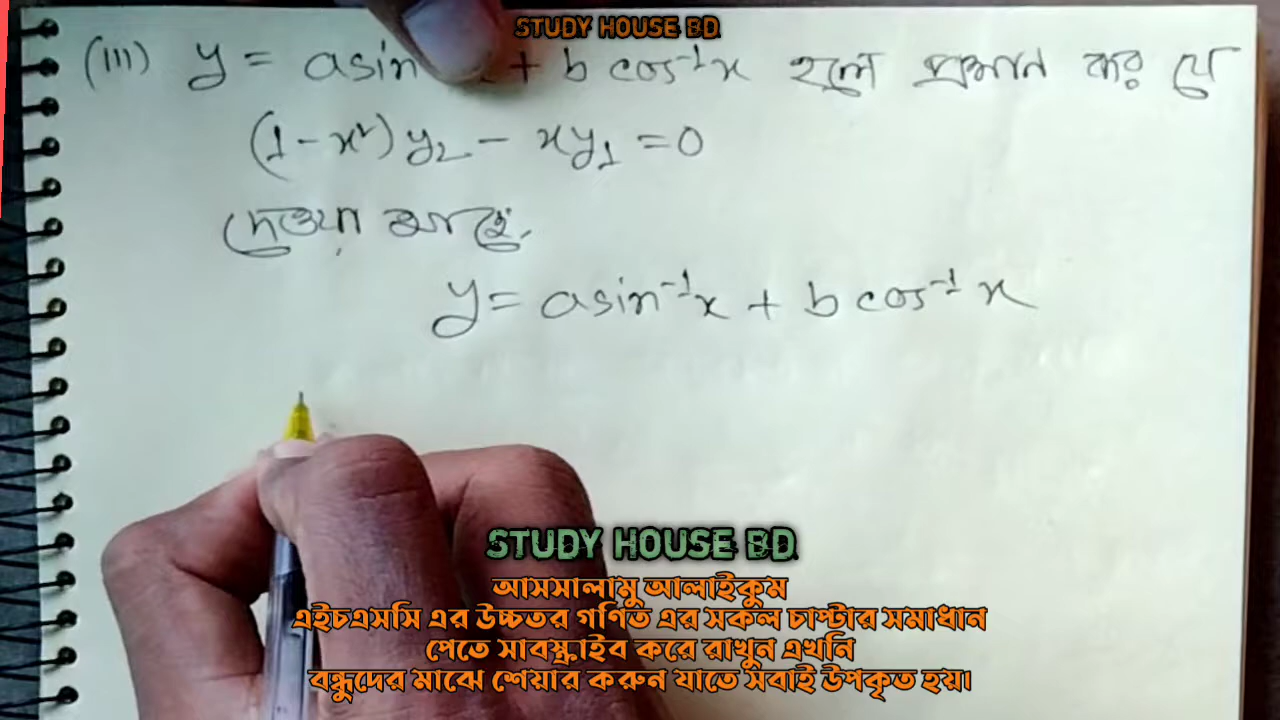 STUDY HOUSE BD
(iii) y = asin x + b cos⁻¹x হলে প্রমাণ কর যে
(1 - x²) y₂ - xy₁ = 0
দেওয়া আছে,
y = asin⁻¹x + b cos⁻¹ x
STUDY HOUSE BD
আসসালামু আলাইকুম
এইচএসসি এর উচ্চতর গণিত এর সকল চাপ্টার সমাধান
পেতে সাবস্ক্রাইব করে রাখুন এখনি
বন্ধুদের মাঝে শেয়ার করুন যাতে সবাই উপকৃত হয়।